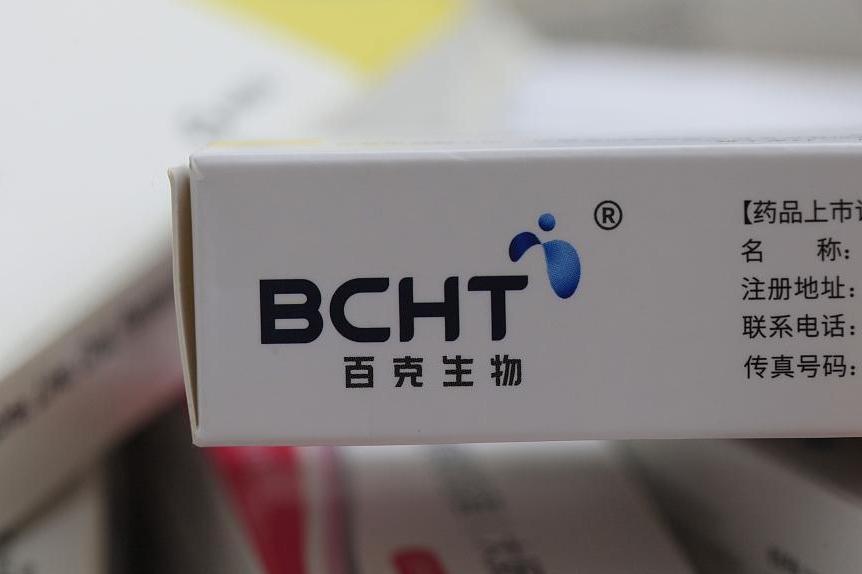 BCHT®
百克生物
【药品上市
名 称：
注册地址：
联系电话：
传真号码：